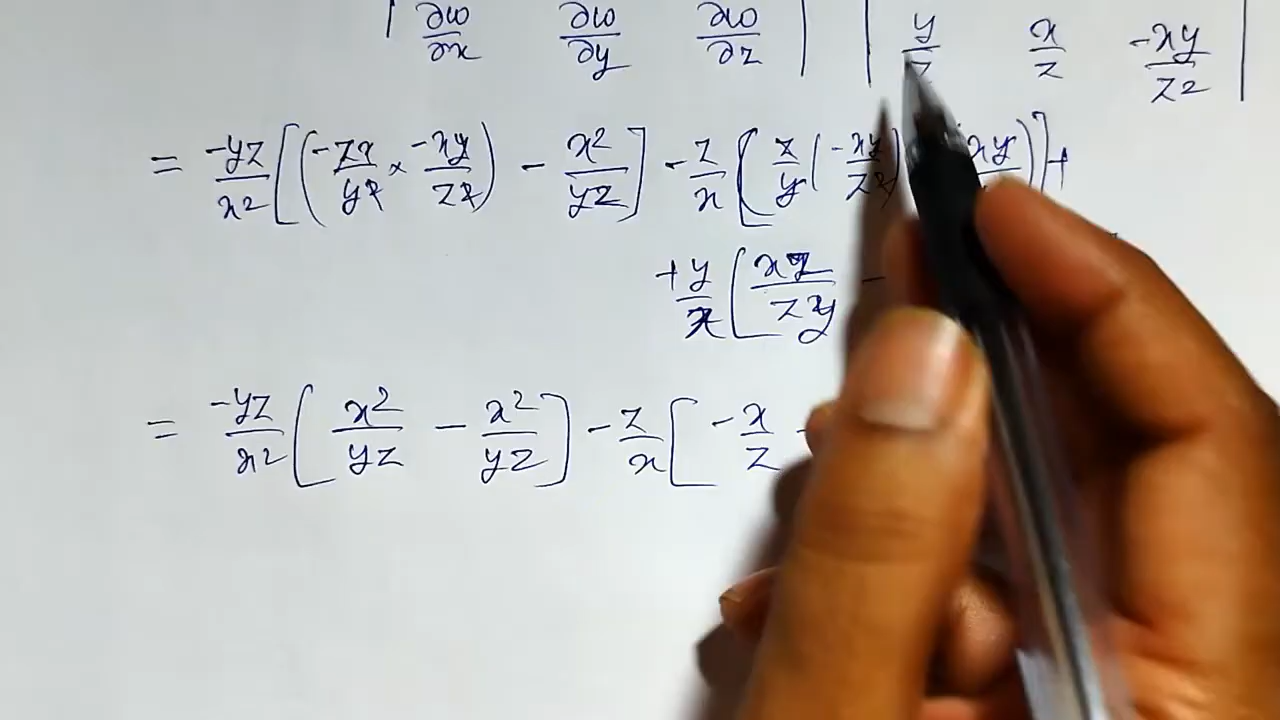 | ∂ω/∂x ∂ω/∂y ∂ω/∂z | | y/z x/z -xy/z² |
= -yz/x² [(-zx/y² × -xy/z²) - x²/yz] - z/x [z/y (-xy/z²) xy )] +
+ y/x [xz/zy -
= -yz/x² [x²/yz - x²/yz] - z/x [-x/z -